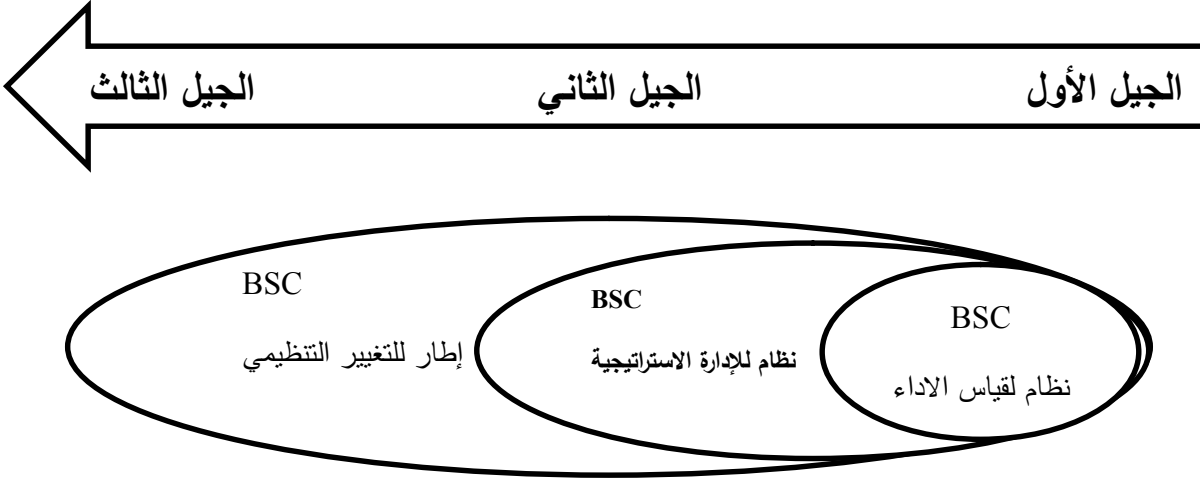 الجيل الأول
الجيل الثاني
الجيل الثالث
BSC
نظام لقياس الاداء
BSC
نظام للإدارة الاستراتيجية
BSC
إطار للتغيير التنظيمي